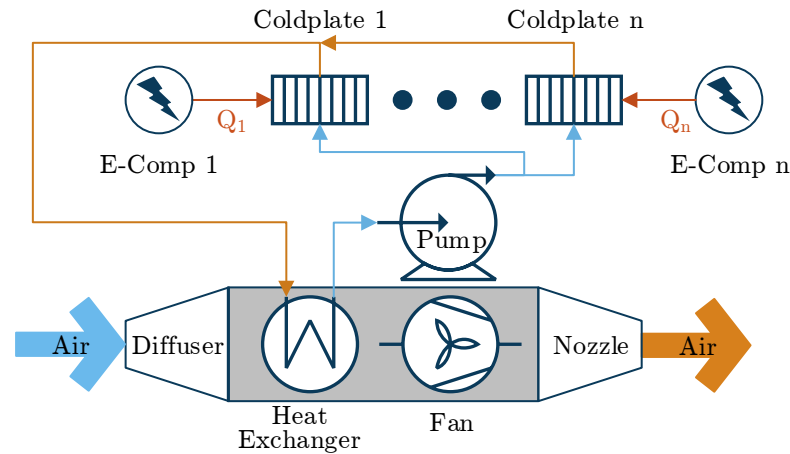 Coldplate 1
Coldplate n
Q1
Qn
E-Comp 1
E-Comp n
Pump
Air
Diffuser
Nozzle
Air
Heat
Exchanger
Fan